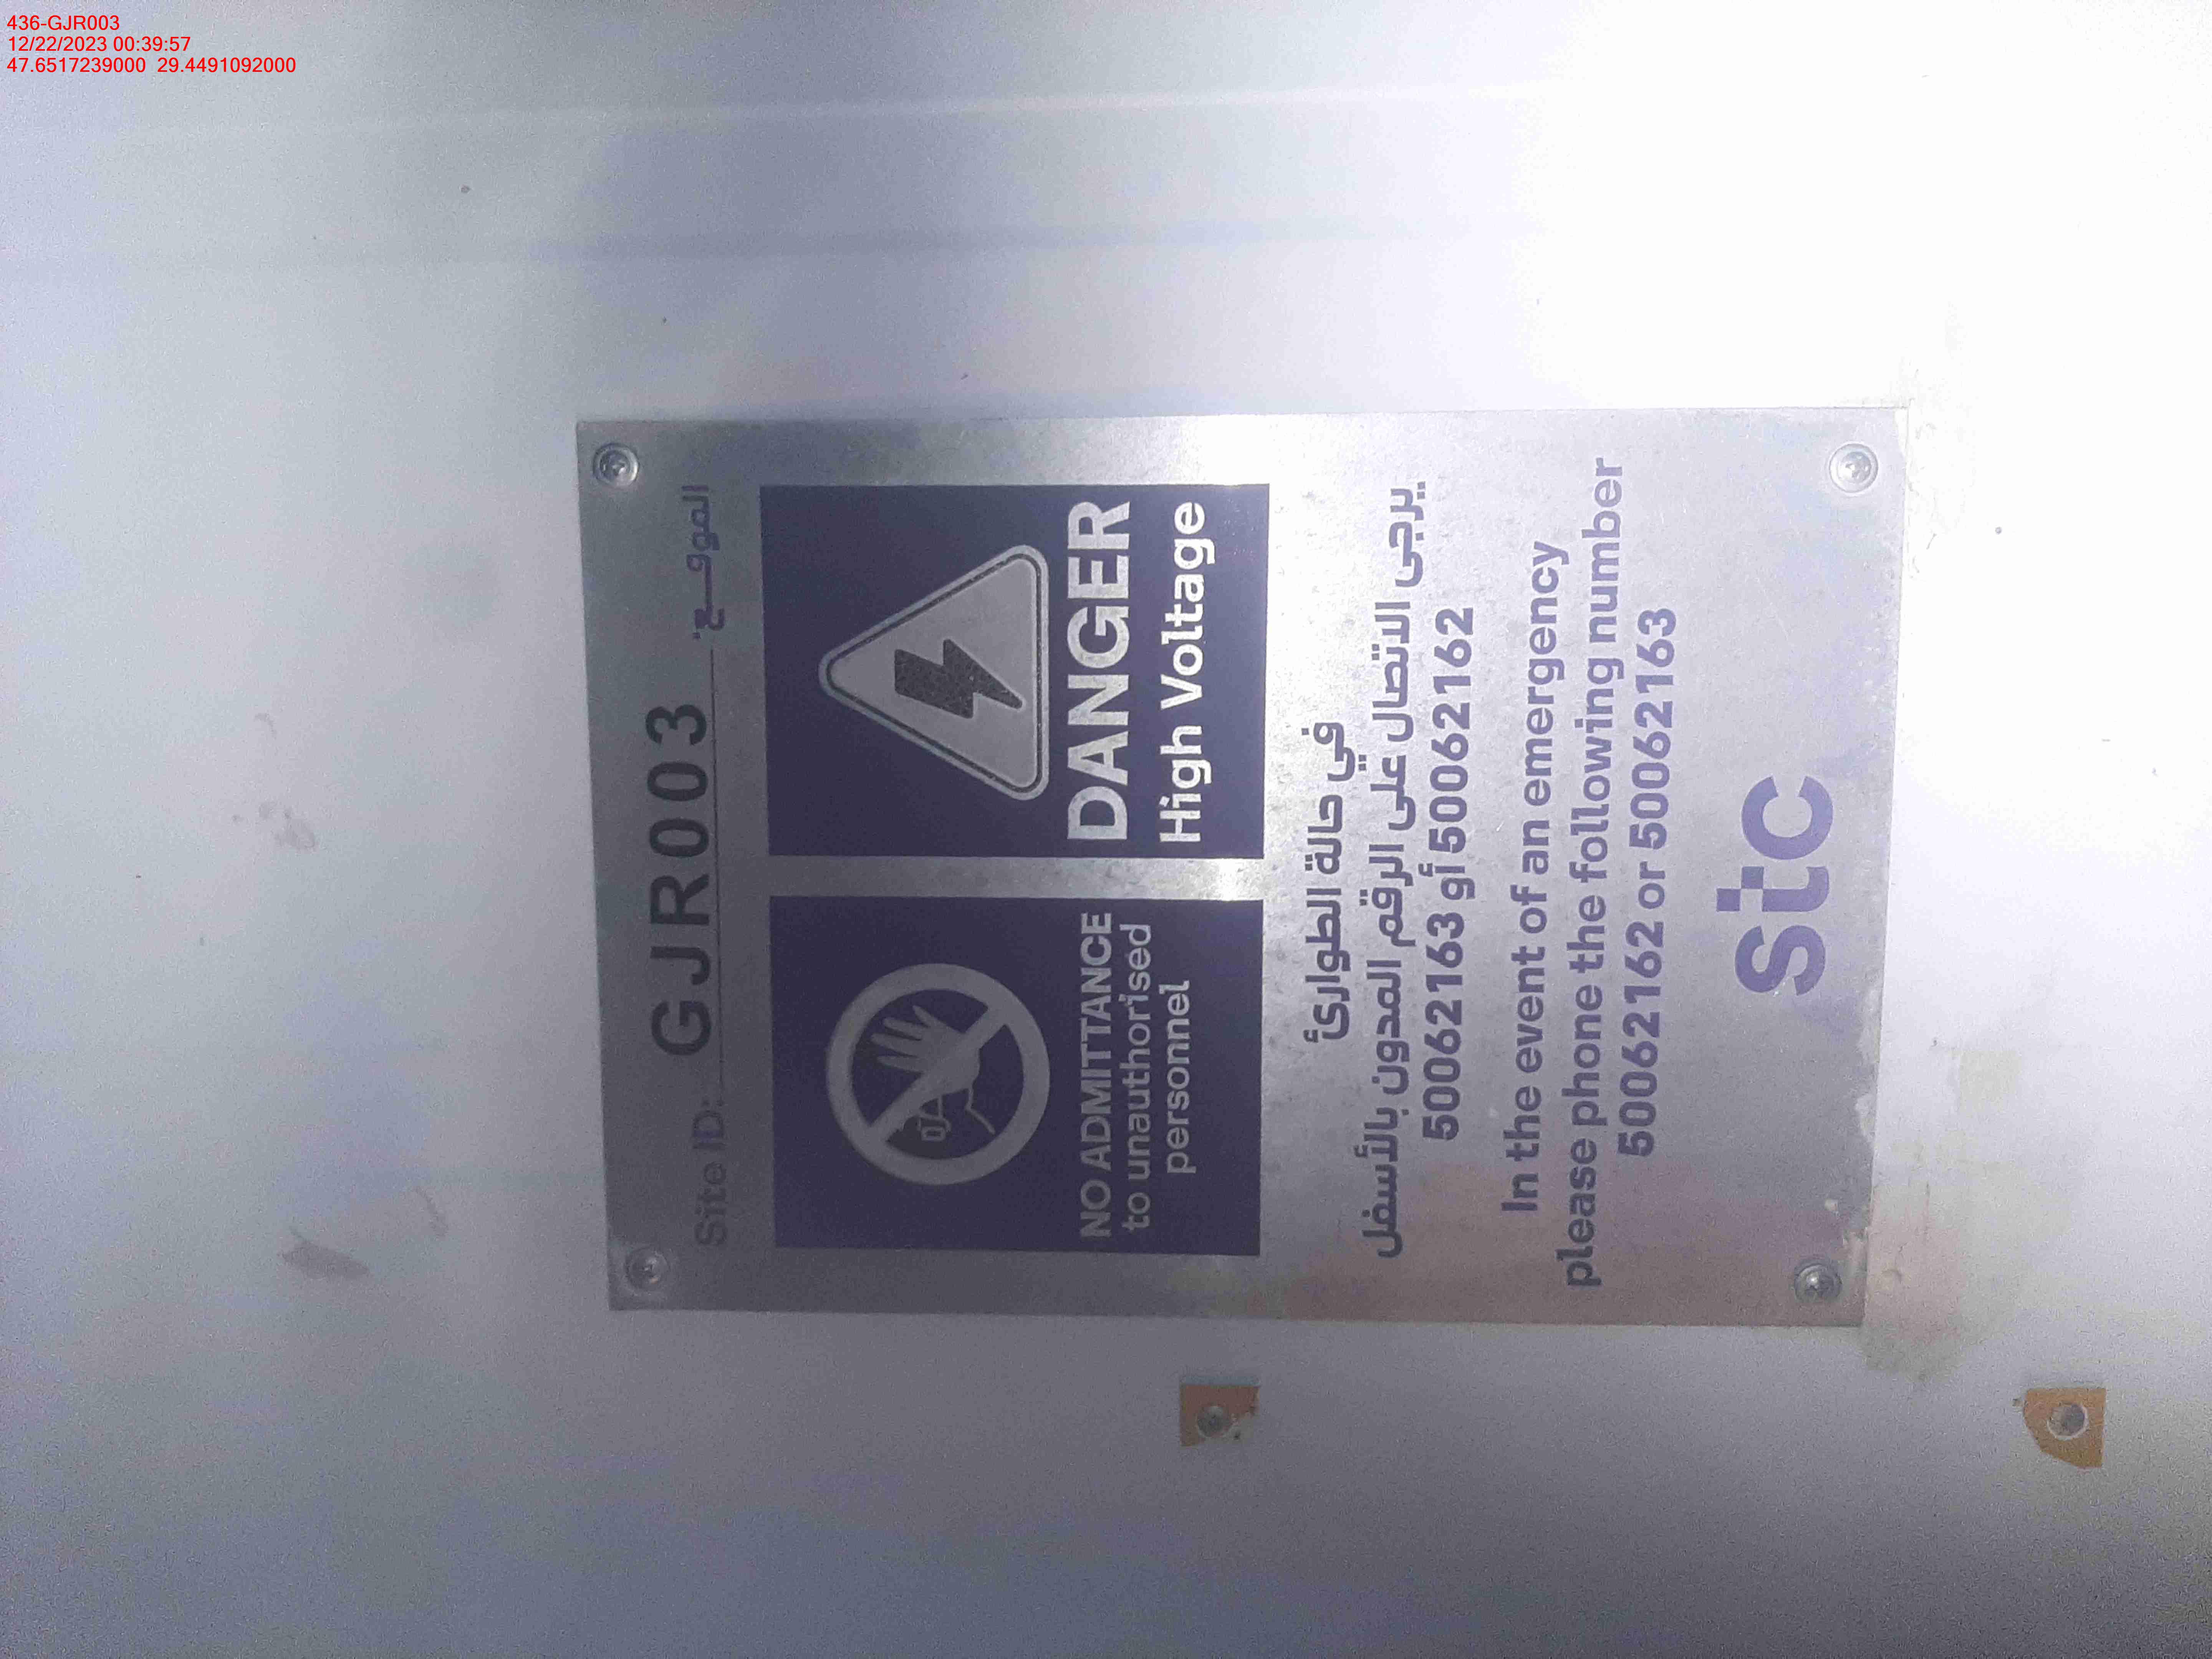 436-GJR003
12/22/2023 00:39:57
47.6517239000 29.4491092000
Site ID: GJR003 الموقـــع:
NO ADMITTANCE
to unauthorised
personnel
DANGER
High Voltage
في حالة الطوارئ
يرجى الاتصال على الرقم المدون بالأسفل
50062163 أو 50062162
In the event of an emergency
please phone the following number
50062162 or 50062163
stc